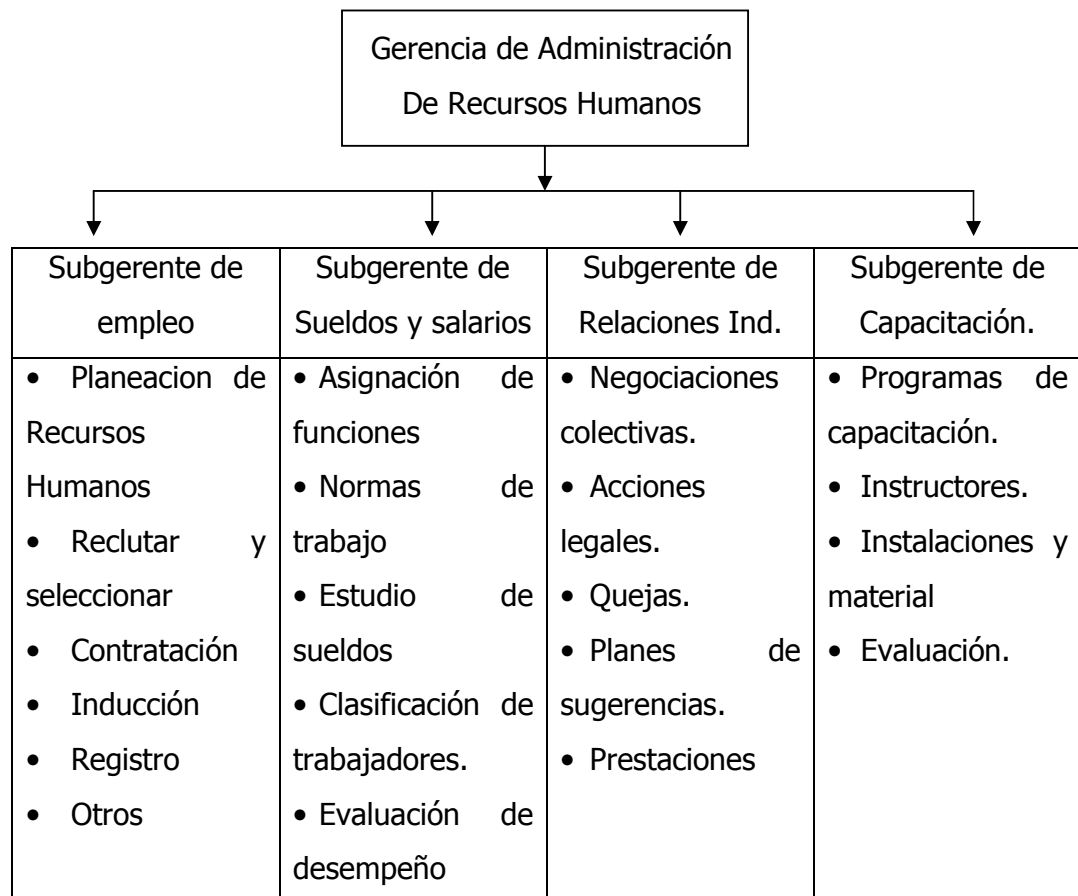 Gerencia de Administración
De Recursos Humanos
Subgerente de
empleo
Subgerente de
Sueldos y salarios
Subgerente de
Relaciones Ind.
Subgerente de
Capacitación.
• Planeacion de
Recursos
Humanos
• Reclutar y
seleccionar
• Contratación
• Inducción
• Registro
• Otros
• Asignación de
funciones
• Normas de
trabajo
• Estudio de
sueldos
• Clasificación de
trabajadores.
• Evaluación de
desempeño
• Negociaciones
colectivas.
• Acciones
legales.
• Quejas.
• Planes de
sugerencias.
• Prestaciones
• Programas de
capacitación.
• Instructores.
• Instalaciones y
material
• Evaluación.